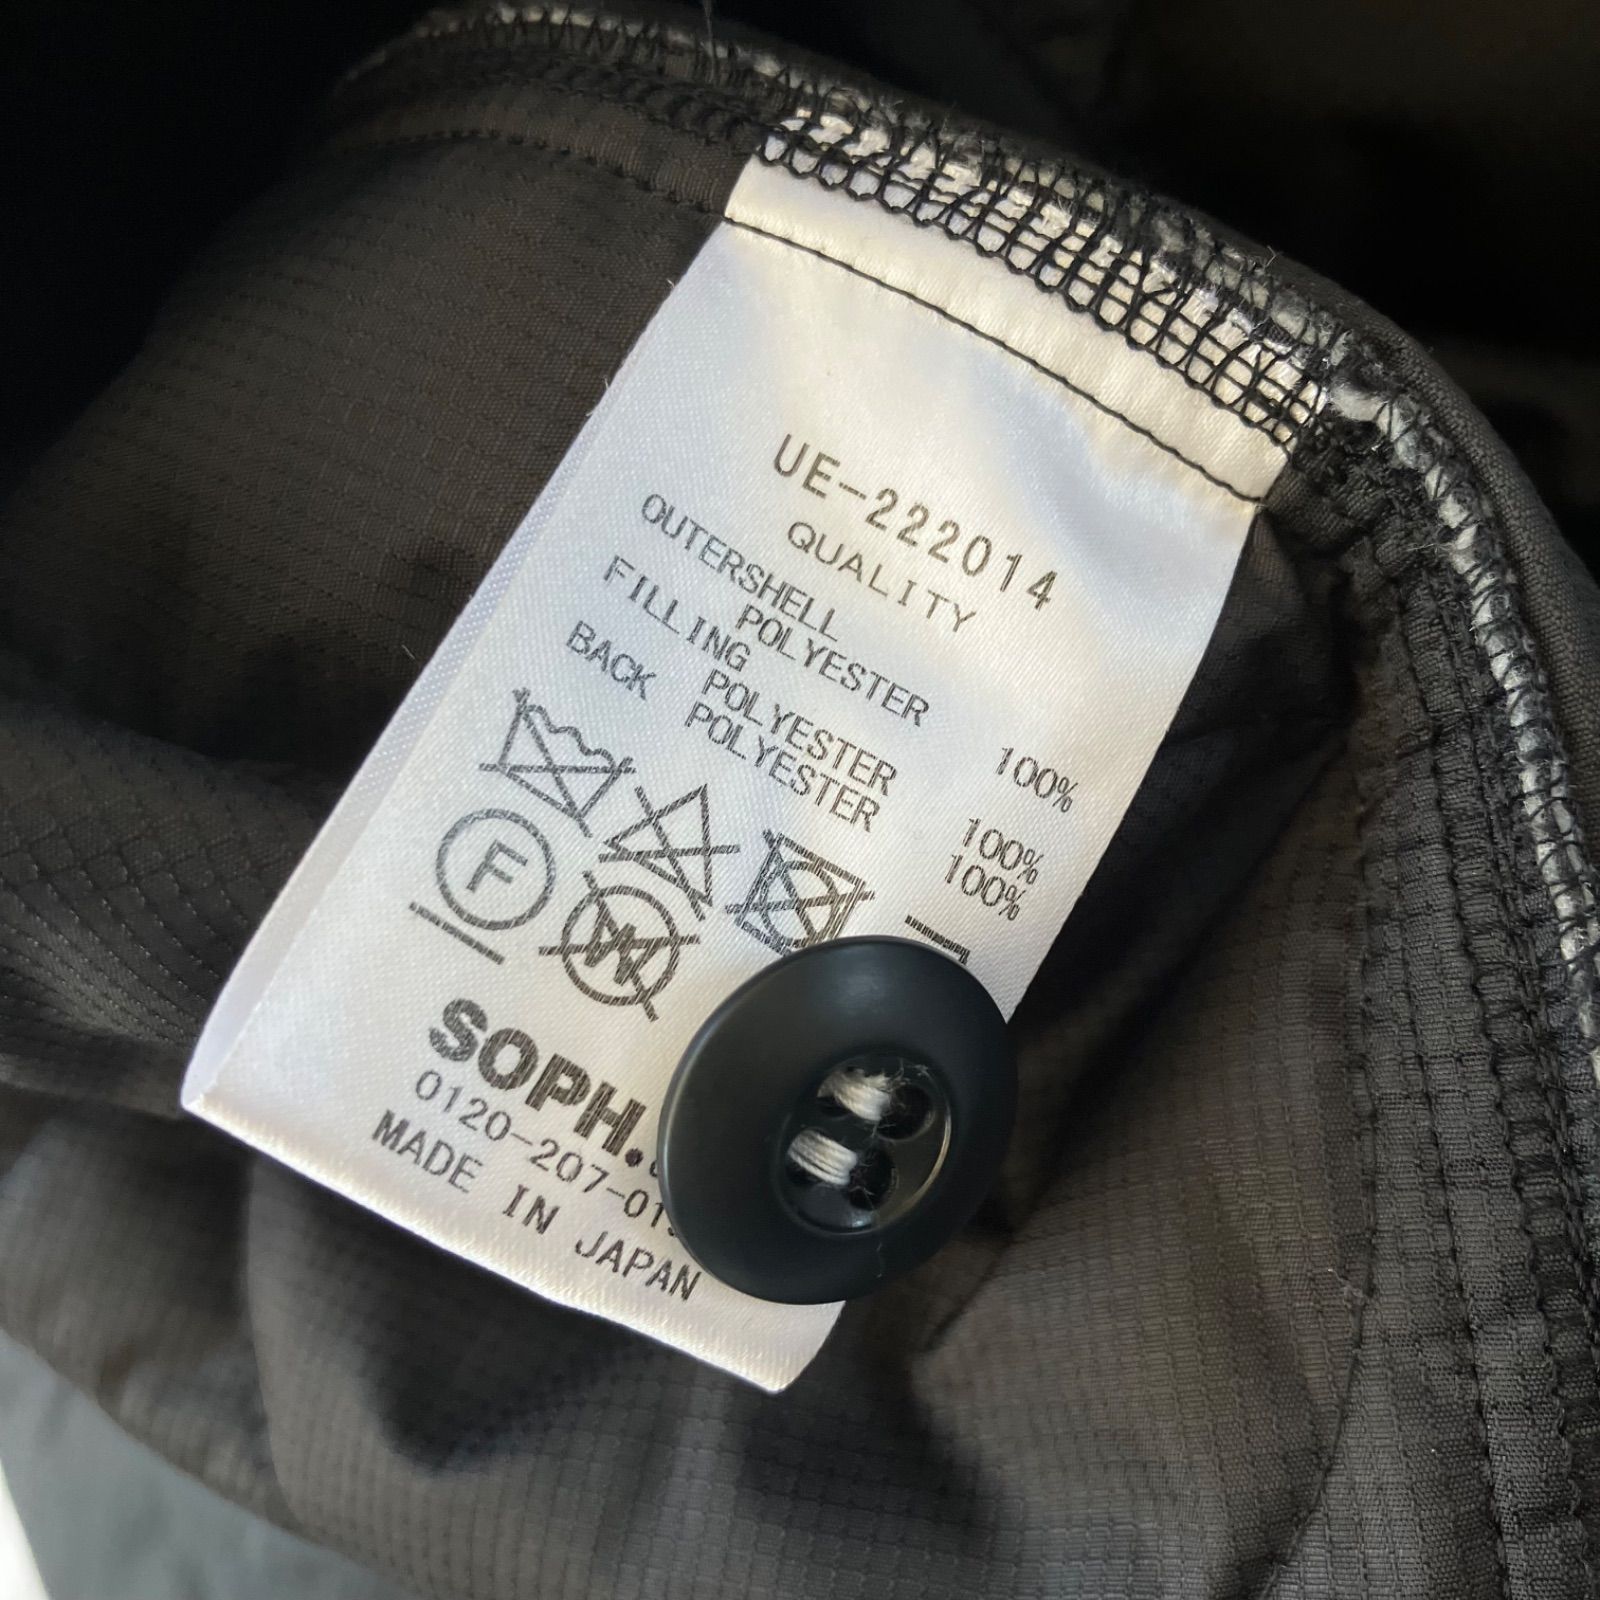 UE-222014
QUALITY
OUTERSHELL
POLYESTER 100%
FILLING
POLYESTER 100%
BACK POLYESTER 100%
F
W
SOPH.
MADE IN JAPAN